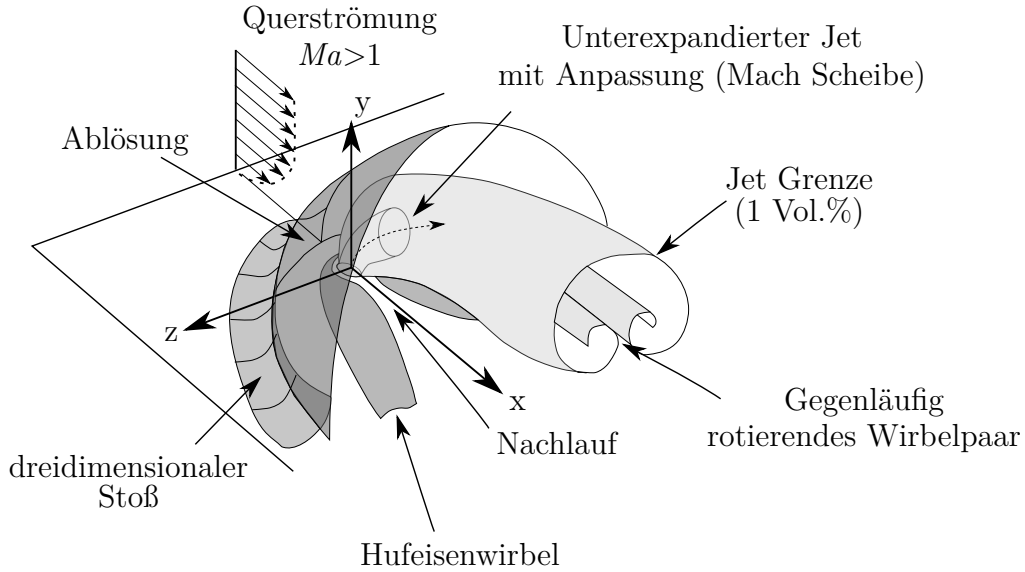 Querströmung
Ma>1
Unterexpandierter Jet
mit Anpassung (Mach Scheibe)
y
Ablösung
Jet Grenze
(1 Vol.%)
z
x
Gegenläufig
rotierendes Wirbelpaar
Nachlauf
dreidimensionaler
Stoß
Hufeisenwirbel